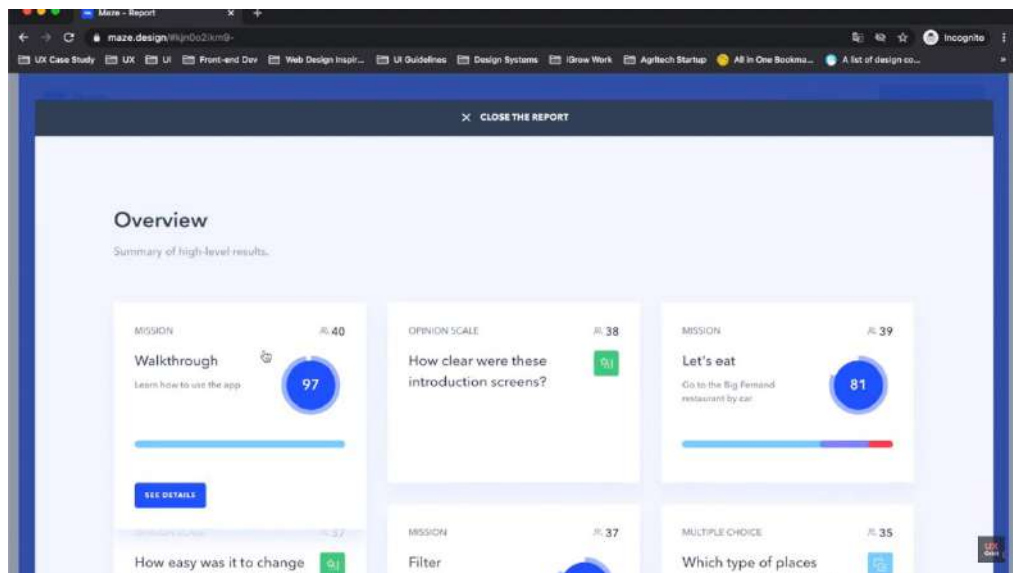 Maze - Report
maze.design/#kjn0o2ikm9-
Incognito
UX Case Study
UX
UI
Front-end Dev
Web Design Inspir...
UI Guidelines
Design Systems
IGrow Work
Agritech Startup
All in One Bookma...
A list of design co...
CLOSE THE REPORT
Overview
Summary of high-level results.
MISSION 40
Walkthrough
Learn how to use the app
97
SEE DETAILS
OPINION SCALE 38
How clear were these
introduction screens?
MISSION 39
Let's eat
Go to the Big Fernand
restaurant by car
81
37
How easy was it to change
MISSION 37
Filter
MULTIPLE CHOICE 35
Which type of places
UX